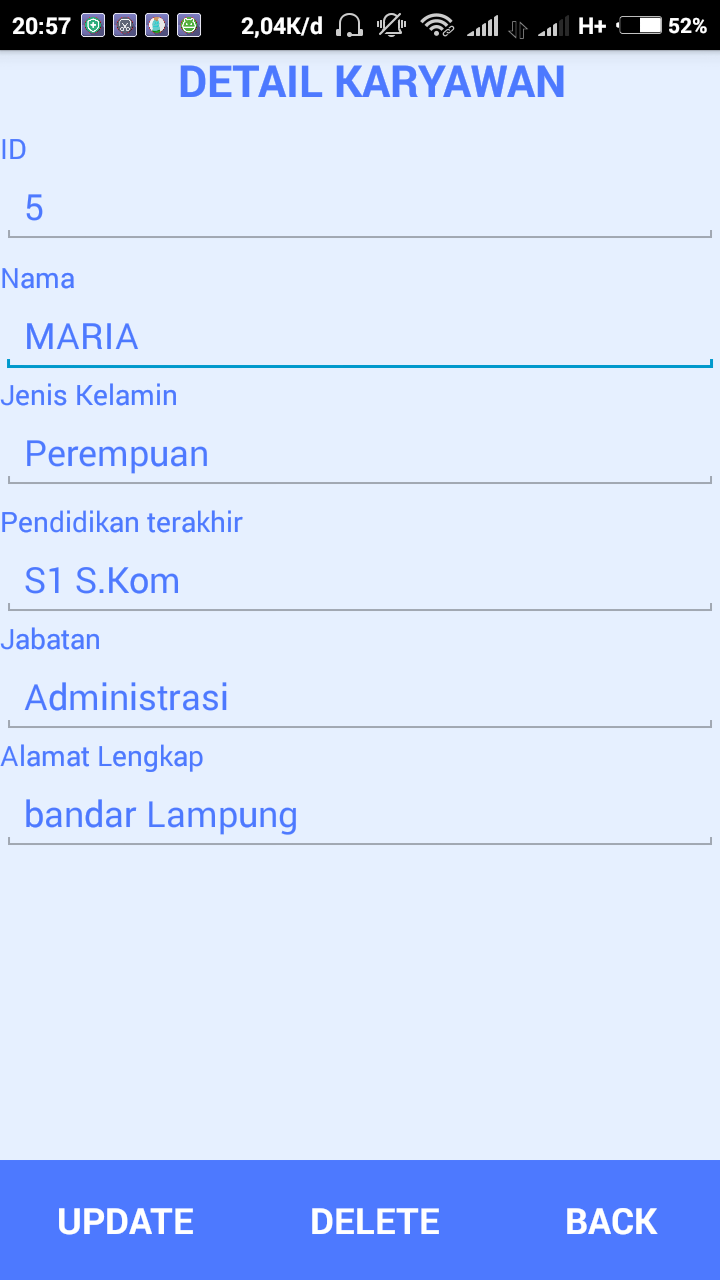 20:57 2,04K/d H+ 52%
DETAIL KARYAWAN
ID
5
Nama
MARIA
Jenis Kelamin
Perempuan
Pendidikan terakhir
S1 S.Kom
Jabatan
Administrasi
Alamat Lengkap
bandar Lampung
UPDATE DELETE BACK